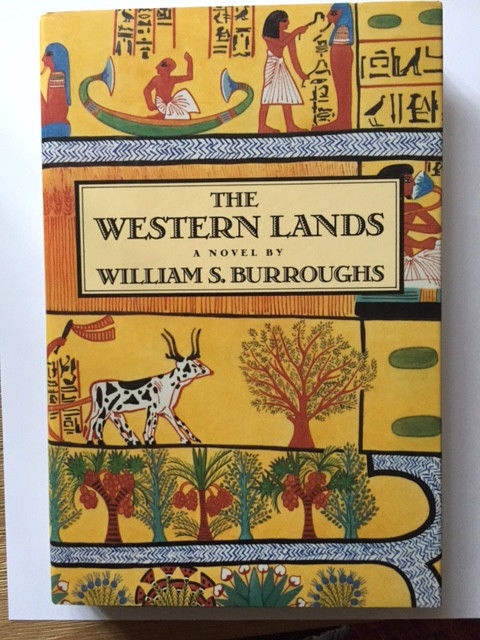 THE
WESTERN LANDS
A NOVEL BY
WILLIAM S. BURROUGHS